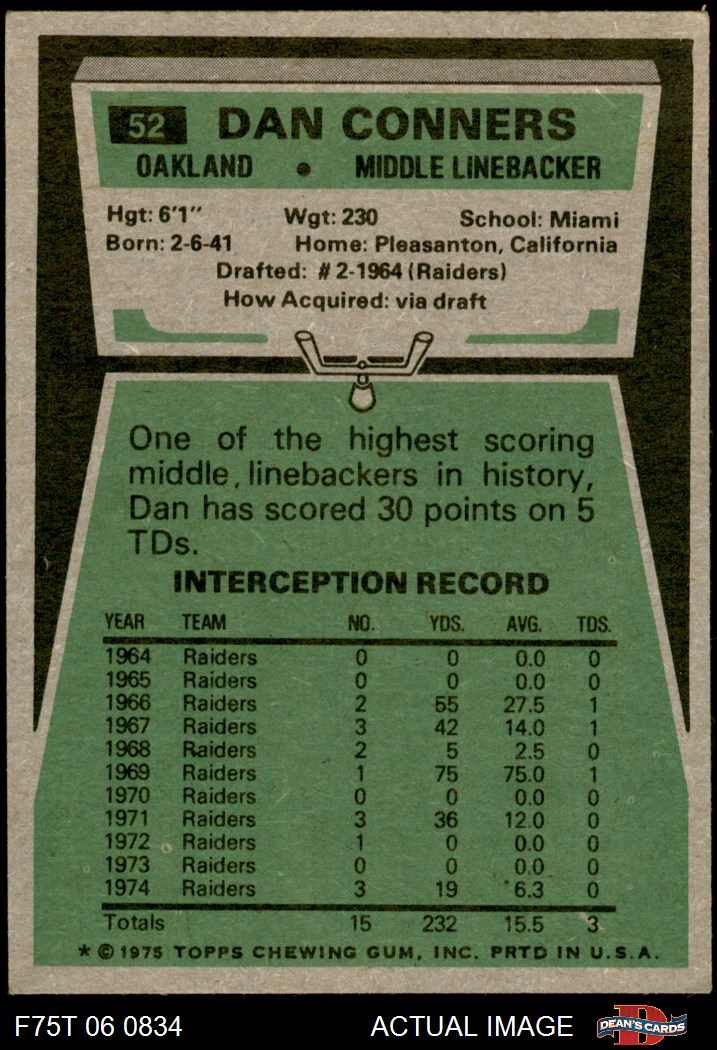 52 DAN CONNERS
OAKLAND • MIDDLE LINEBACKER
Hgt: 6'1" Wgt: 230 School: Miami
Born: 2-6-41 Home: Pleasanton, California
Drafted: #2-1964 (Raiders)
How Acquired: via draft
One of the highest scoring
middle linebackers in history,
Dan has scored 30 points on 5
TDs.
INTERCEPTION RECORD
YEAR TEAM NO. YDS. AVG. TDS.
1964 Raiders 0 0 0.0 0
1965 Raiders 0 0 0.0 0
1966 Raiders 2 55 27.5 1
1967 Raiders 3 42 14.0 1
1968 Raiders 2 5 2.5 0
1969 Raiders 1 75 75.0 1
1970 Raiders 0 0 0.0 0
1971 Raiders 3 36 12.0 0
1972 Raiders 1 0 0.0 0
1973 Raiders 0 0 0.0 0
1974 Raiders 3 19 6.3 0
Totals 15 232 15.5 3
* © 1975 TOPPS CHEWING GUM, INC. PRTD IN U.S.A.
F75T 06 0834 ACTUAL IMAGE D DEAN'S CARDS